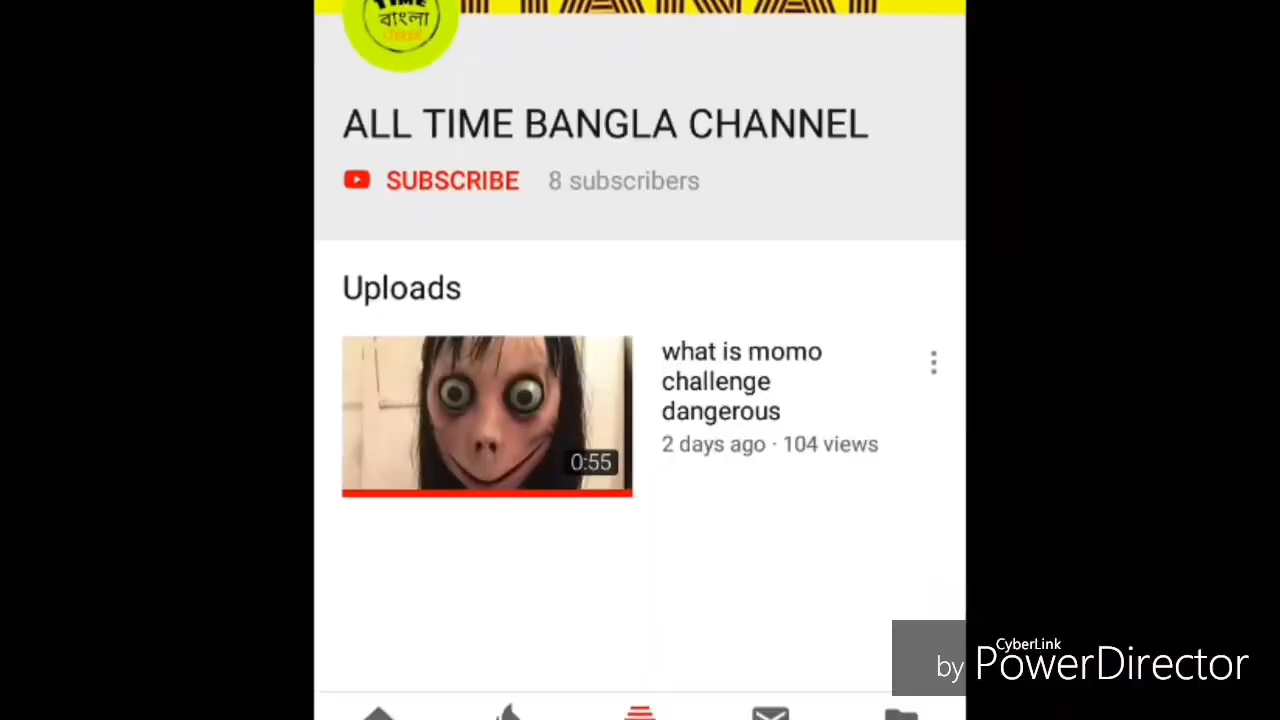 TIME
বাংলা
ALL TIME BANGLA CHANNEL
SUBSCRIBE 8 subscribers
Uploads
what is momo
challenge
dangerous
2 days ago · 104 views
0:55
CyberLink
by PowerDirector